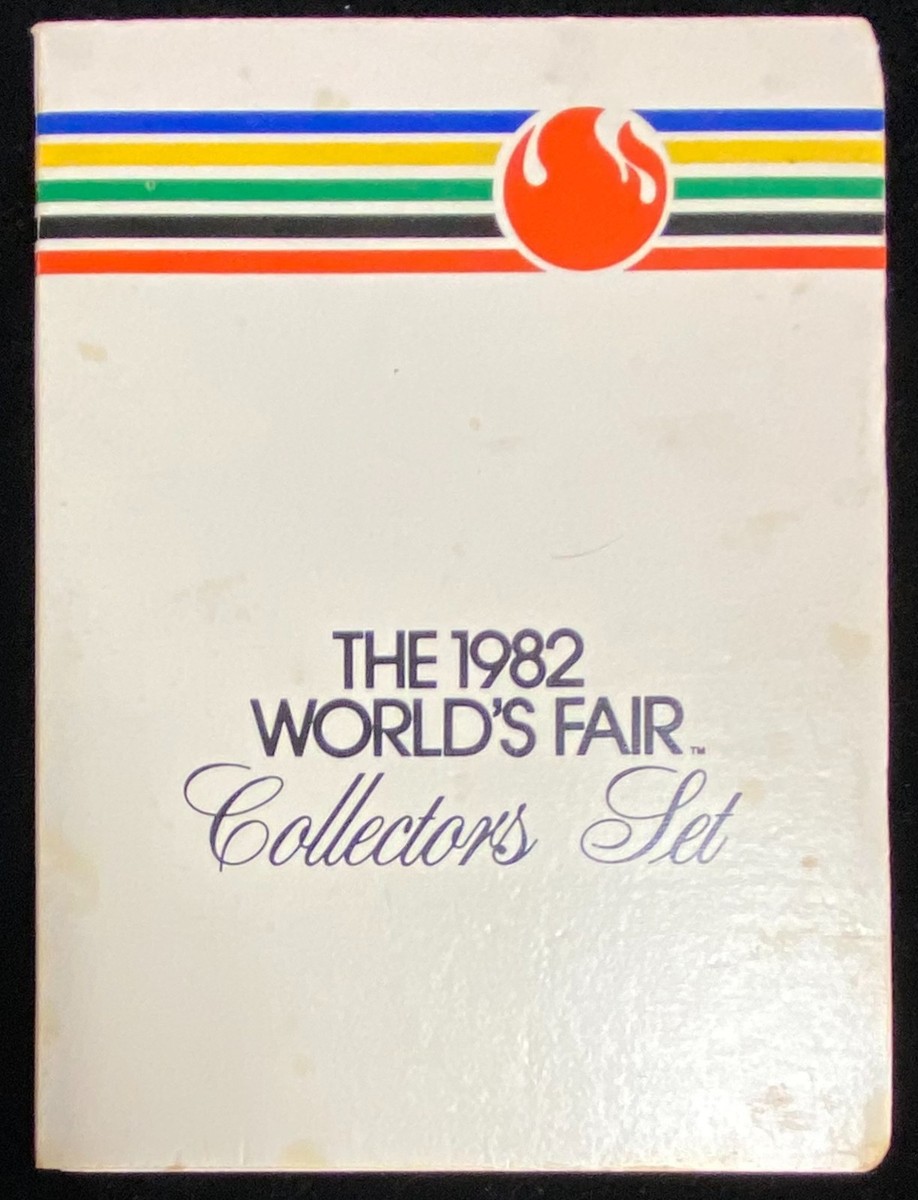 THE 1982
WORLD'S FAIR™
Collectors Set